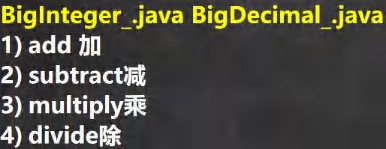 BigInteger_.java BigDecimal_.java
1) add 加
2) subtract减
3) multiply乘
4) divide除